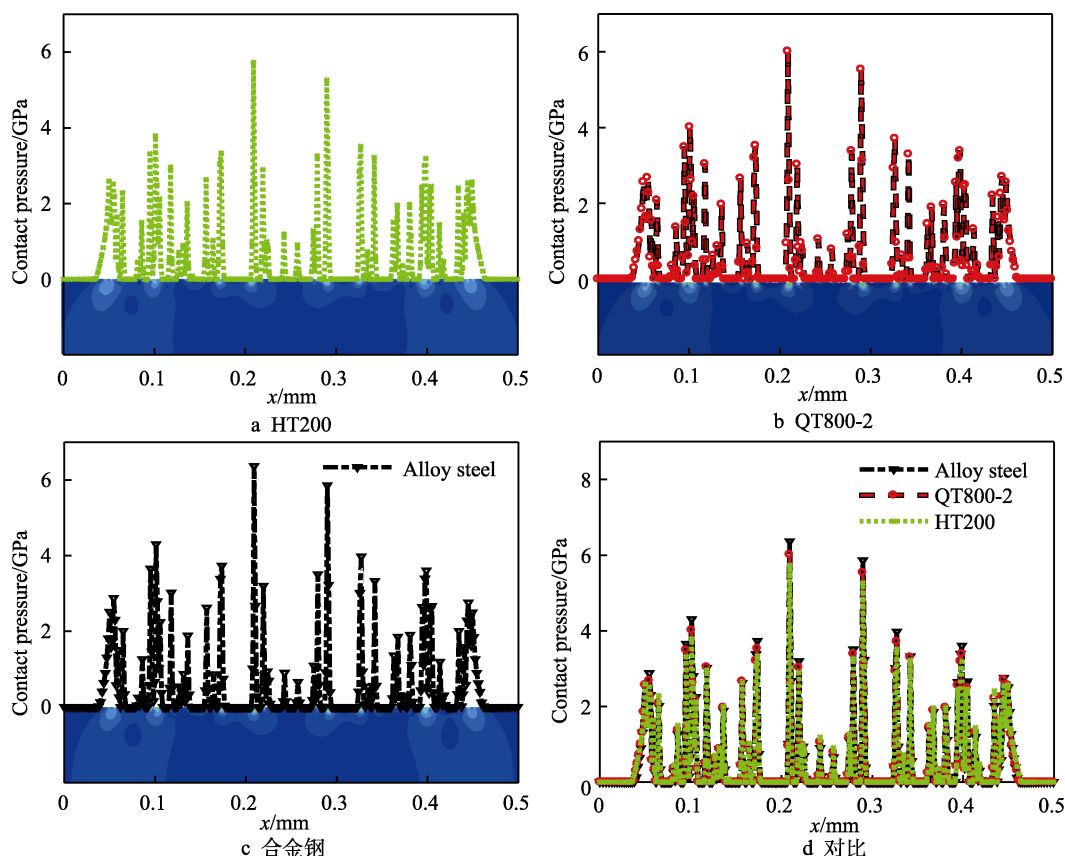 6
4
2
0
Contact pressure/GPa
0 0.1 0.2 0.3 0.4 0.5
x/mm
a HT200
6
4
2
0
Contact pressure/GPa
0 0.1 0.2 0.3 0.4 0.5
x/mm
b QT800-2
Alloy steel
6
4
2
0
Contact pressure/GPa
0 0.1 0.2 0.3 0.4 0.5
x/mm
c 合金钢
Alloy steel
QT800-2
HT200
8
6
4
2
0
Contact pressure/GPa
0 0.1 0.2 0.3 0.4 0.5
x/mm
d 对比